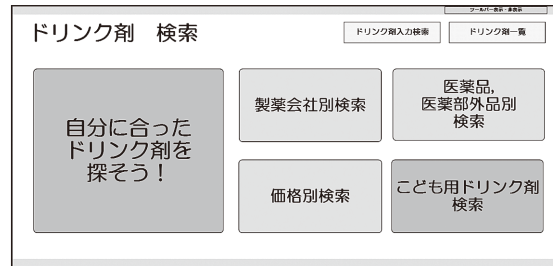 ツールバー表示・非表示
ドリンク剤 検索
ドリンク剤入力検索
ドリンク剤一覧
自分に合った
ドリンク剤を
探そう！
製薬会社別検索
医薬品,
医薬部外品別
検索
価格別検索
こども用ドリンク剤
検索